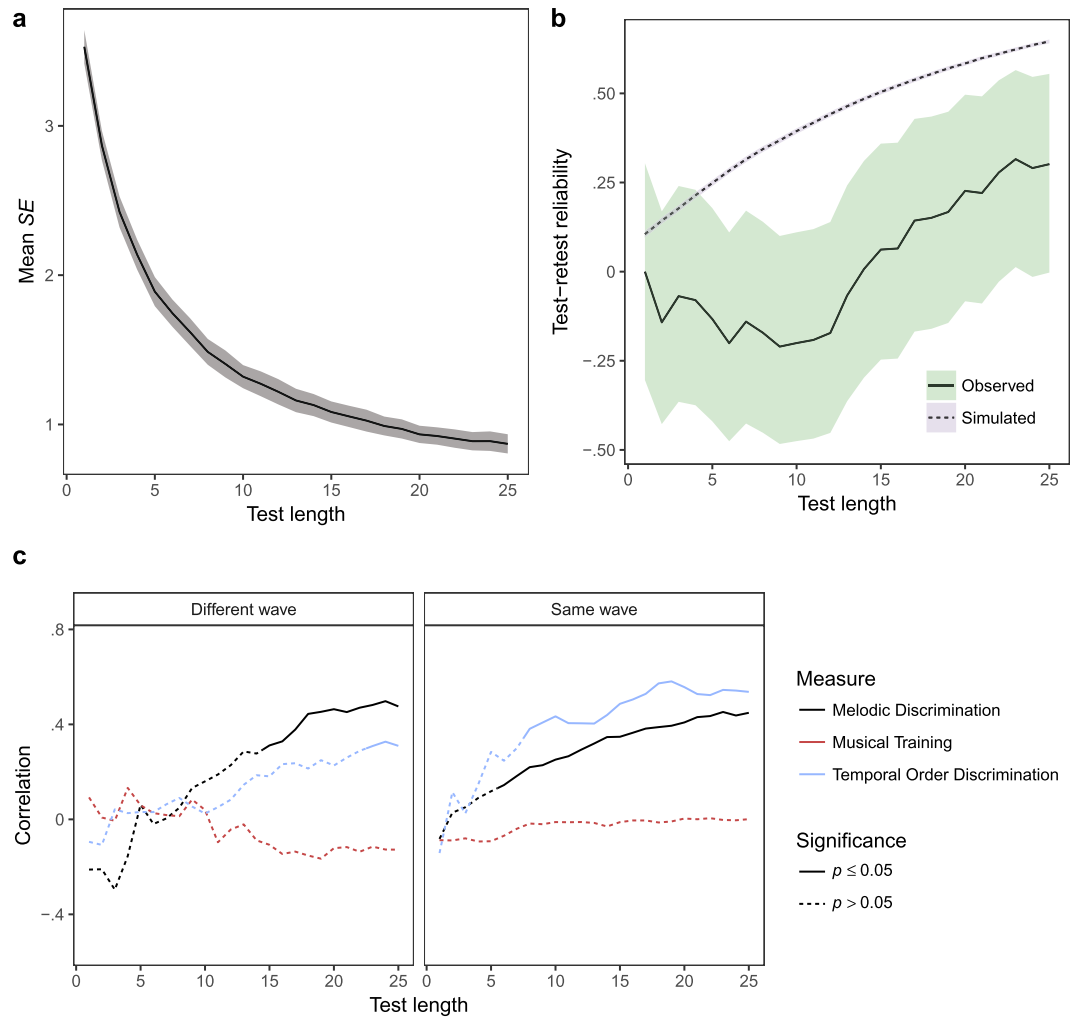 a
Mean SE
3
2
1
0 5 10 15 20 25
Test length
b
Test−retest reliability
.50
.25
0
−.25
−.50
Observed
Simulated
0 5 10 15 20 25
Test length
c
Different wave
Same wave
Correlation
.8
.4
0
−.4
0 5 10 15 20 25
0 5 10 15 20 25
Test length
Measure
Melodic Discrimination
Musical Training
Temporal Order Discrimination
Significance
p ≤ 0.05
p > 0.05